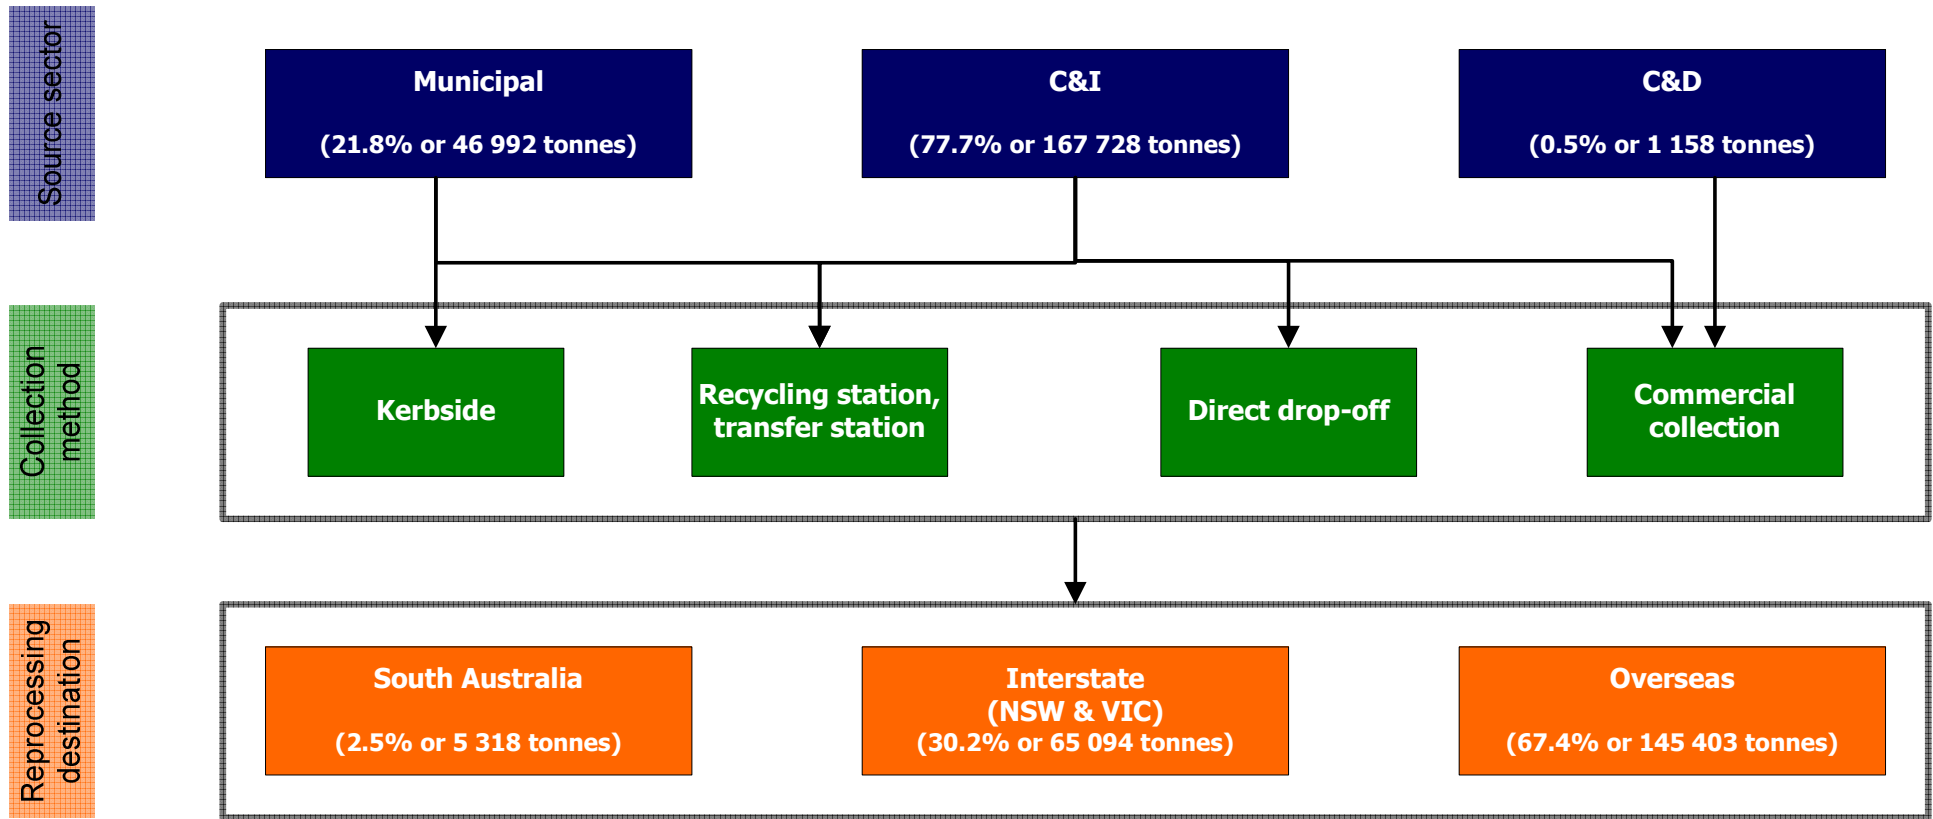 Source sector
Municipal
(21.8% or 46 992 tonnes)
C&I
(77.7% or 167 728 tonnes)
C&D
(0.5% or 1 158 tonnes)
Collection
method
Kerbside
Recycling station,
transfer station
Direct drop-off
Commercial
collection
Reprocessing
destination
South Australia
(2.5% or 5 318 tonnes)
Interstate
(NSW & VIC)
(30.2% or 65 094 tonnes)
Overseas
(67.4% or 145 403 tonnes)